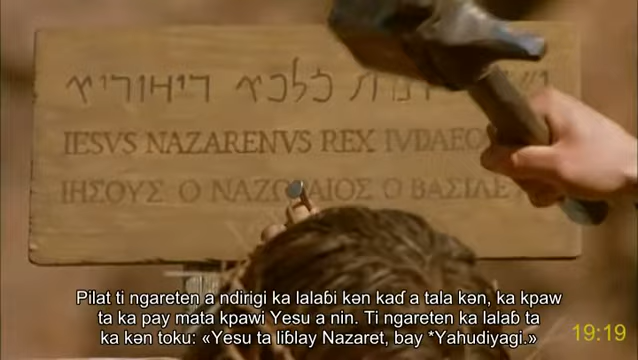 IESVS NAZARENVS REX IVDAEO
ΙΗΣΟΥΣ Ο Ο ΒΑΣΙΛΕ
Pilat ti ngareten a ndirigi ka lalaɓi kən kaɗ a tala kən, ka kpaw
ta ka pay mata kpawi Yesu a nin. Ti ngareten ka lalaɓ ta
ka kən toku: «Yesu ta liɓlay Nazaret, bay *Yahudiyagi.»
19:19